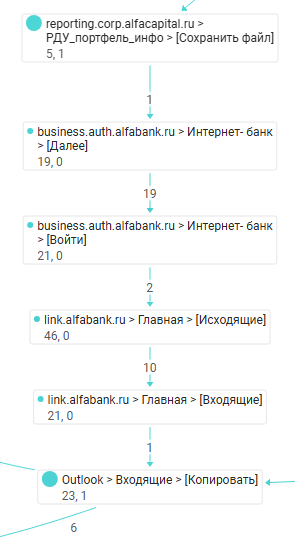 reporting.corp.alfacapital.ru >
РДУ_портфель_инфо > [Сохранить файл]
5, 1
1
business.auth.alfabank.ru > Интернет- банк
> [Далее]
19, 0
19
business.auth.alfabank.ru > Интернет- банк
> [Войти]
21, 0
2
link.alfabank.ru > Главная > [Исходящие]
46, 0
10
link.alfabank.ru > Главная > [Входящие]
21, 0
1
Outlook > Входящие > [Копировать]
23, 1
6